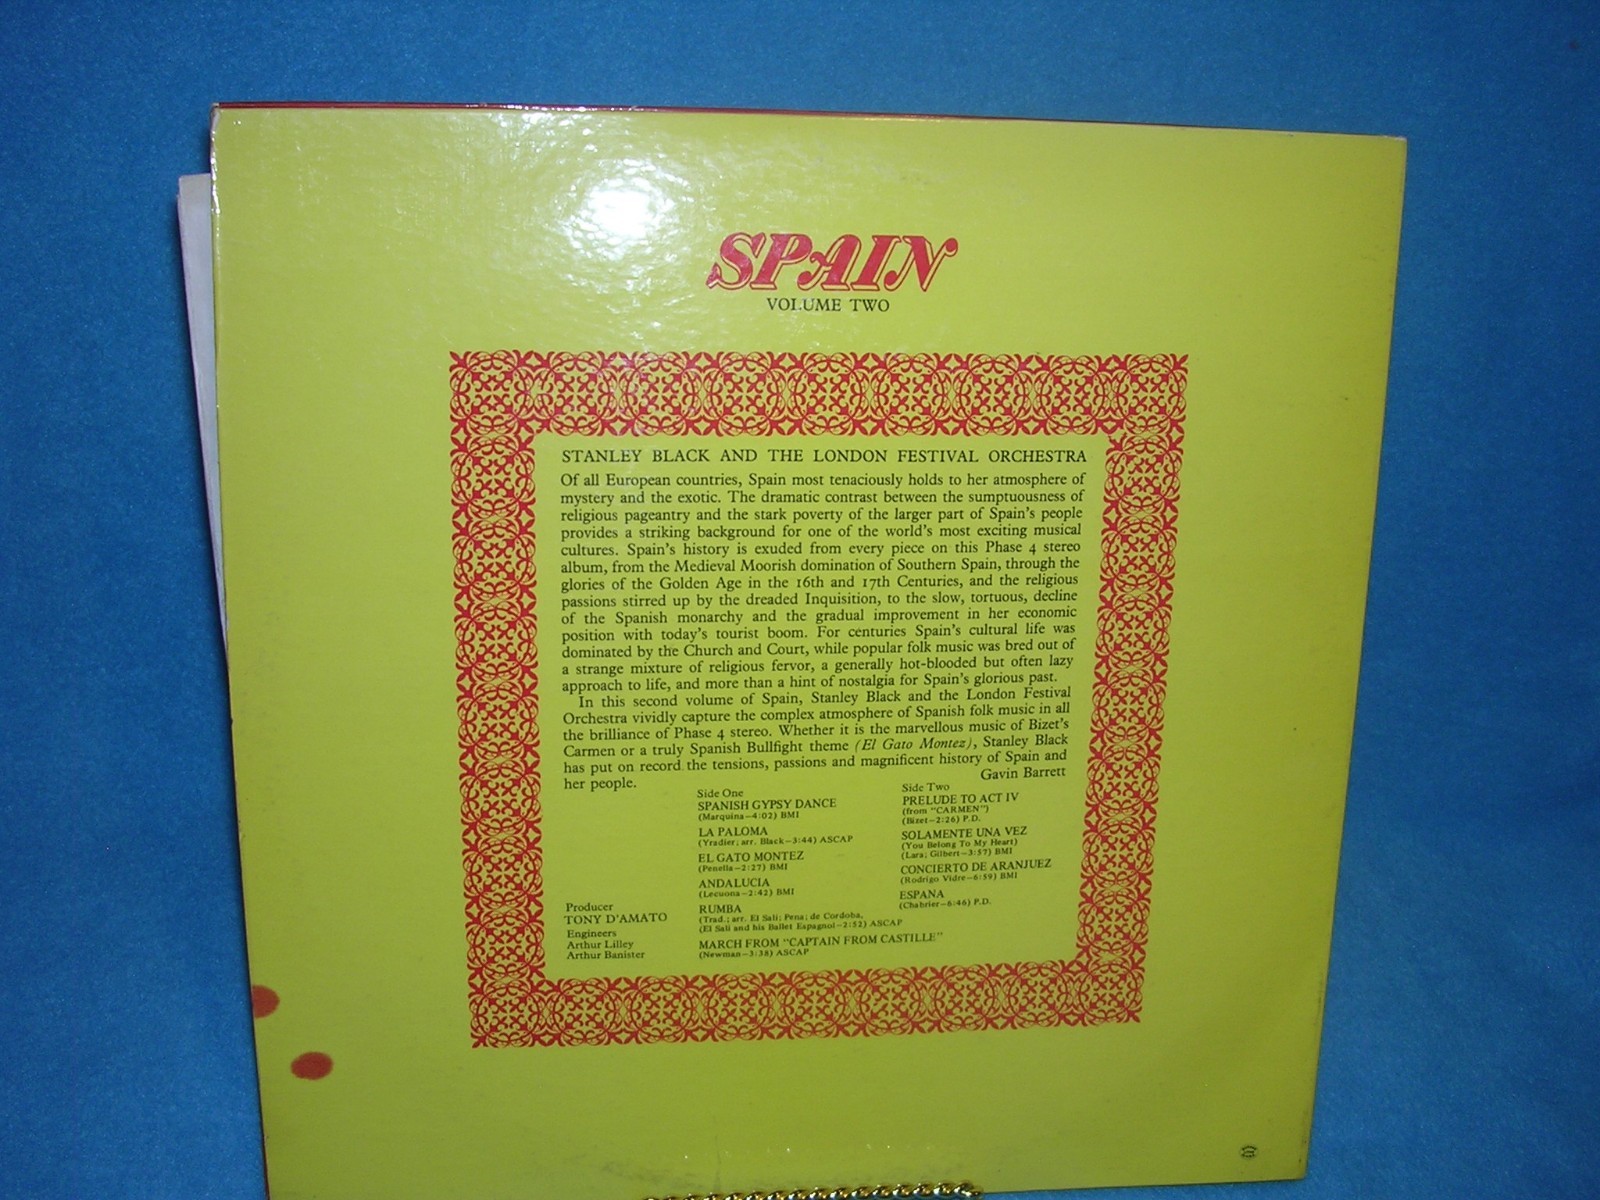 SPAIN
VOLUME TWO
STANLEY BLACK AND THE LONDON FESTIVAL ORCHESTRA
Of all European countries, Spain most tenaciously holds to her atmosphere of
mystery and the exotic. The dramatic contrast between the sumptuousness of
religious pageantry and the stark poverty of the larger part of Spain's people
provides a striking background for one of the world's most exciting musical
cultures. Spain's history is exuded from every piece on this Phase 4 stereo
album, from the Medieval Moorish domination of Southern Spain, through the
glories of the Golden Age in the 16th and 17th Centuries, and the religious
passions stirred up by the dreaded Inquisition, to the slow, tortuous, decline
of the Spanish monarchy and the gradual improvement in her economic
position with today's tourist boom. For centuries Spain's cultural life was
dominated by the Church and Court, while popular folk music was bred out of
a strange mixture of religious fervor, a generally hot-blooded but often lazy
approach to life, and more than a hint of nostalgia for Spain's glorious past.
In this second volume of Spain, Stanley Black and the London Festival
Orchestra vividly capture the complex atmosphere of Spanish folk music in all
the brilliance of Phase 4 stereo. Whether it is the marvellous music of Bizet's
Carmen or a truly Spanish Bullfight theme (El Gato Montez), Stanley Black
has put on record the tensions, passions and magnificent history of Spain and
her people.
Gavin Barrett
Side One
SPANISH GYPSY DANCE
(Marquina—4:02) BMI
LA PALOMA
(Yradier; arr. Black—3:44) ASCAP
EL GATO MONTEZ
(Penella—2:27) BMI
ANDALUCIA
(Lecuona—2:42) BMI
RUMBA
(Trad.; arr. El Sali; Pena; de Cordoba,
(El Sali and his Ballet Espagnol—2:52) ASCAP
MARCH FROM "CAPTAIN FROM CASTILLE"
(Newman—3:38) ASCAP
Side Two
PRELUDE TO ACT IV
(from "CARMEN")
(Bizet—2:26) P.D.
SOLAMENTE UNA VEZ
(You Belong To My Heart)
(Lara; Gilbert—3:57) BMI
CONCIERTO DE ARANJUEZ
(Rodrigo Vidre—6:59) BMI
ESPANA
(Chabrier—6:46) P.D.
Producer
TONY D'AMATO
Engineers
Arthur Lilley
Arthur Banister